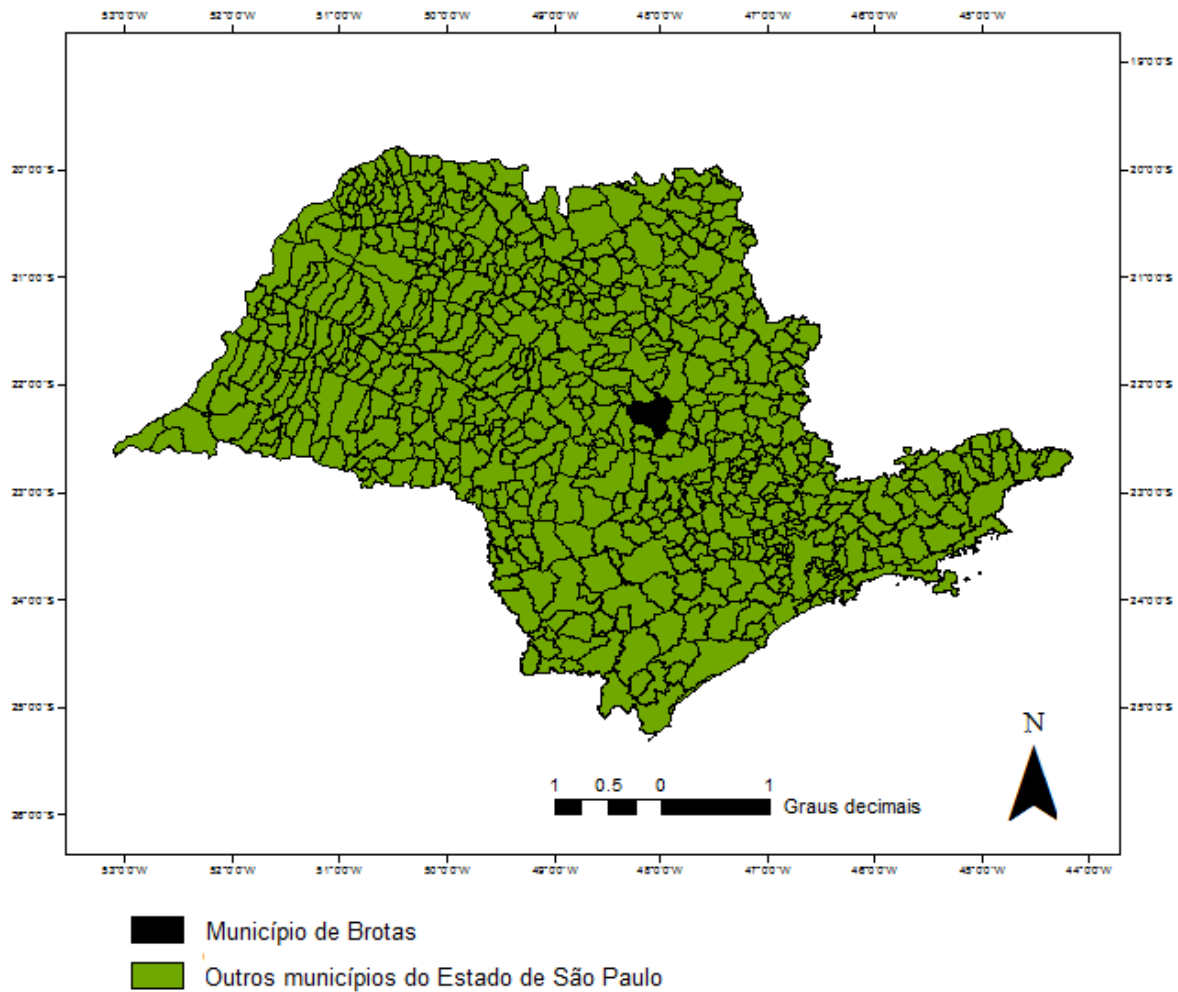 53°0'0"W 52°0'0"W 51°0'0"W 50°0'0"W 49°0'0"W 48°0'0"W 47°0'0"W 46°0'0"W 45°0'0"W
19°0'0"S
20°0'0"S 20°0'0"S
21°0'0"S 21°0'0"S
22°0'0"S 22°0'0"S
23°0'0"S 23°0'0"S
24°0'0"S 24°0'0"S
25°0'0"S 25°0'0"S
N
1 0.5 0 1
Graus decimais
26°0'0"S
53°0'0"W 52°0'0"W 51°0'0"W 50°0'0"W 49°0'0"W 48°0'0"W 47°0'0"W 46°0'0"W 45°0'0"W 44°0'0"W
Município de Brotas
Outros municípios do Estado de São Paulo